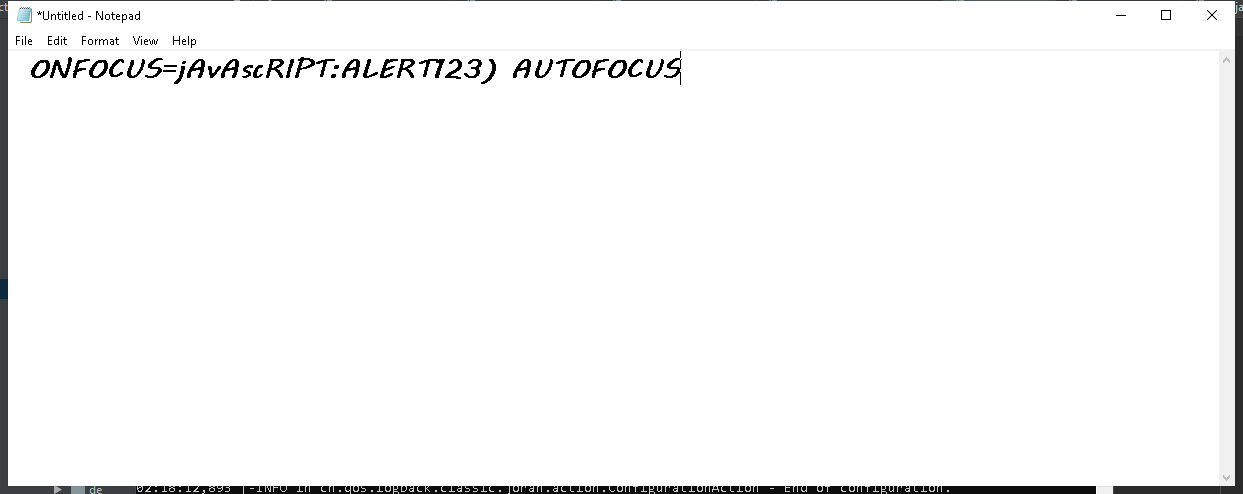 *Untitled - Notepad
File Edit Format View Help
ONFOCUS=jAvAscRIPT:ALERT123) AUTOFOCUS
de 02:18:12,893 |-INFO in ch.qos.logback.classic.joran.action.ConfigurationAction - End of configuration.